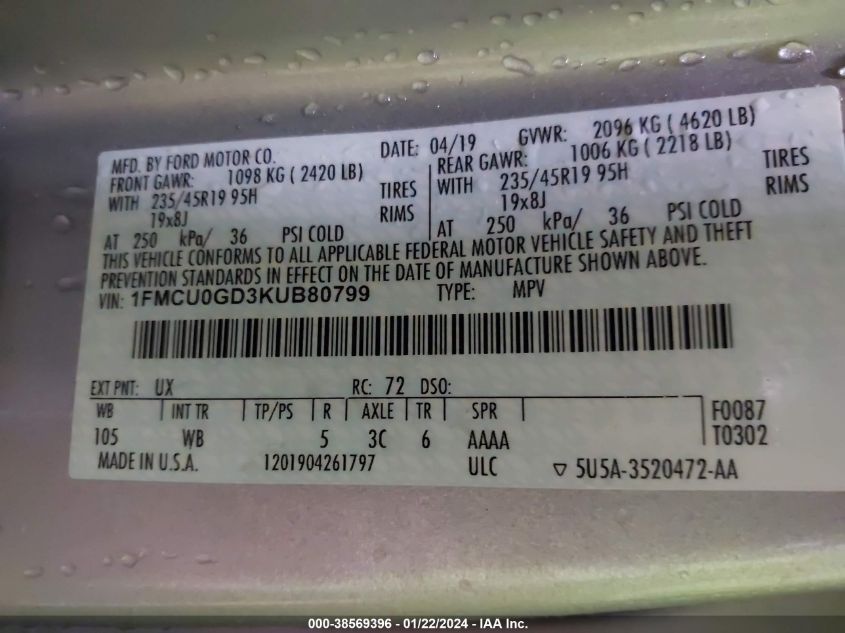 MFD. BY FORD MOTOR CO. DATE: 04/19 GVWR: 2096 KG ( 4620 LB)
FRONT GAWR: 1098 KG ( 2420 LB) REAR GAWR: 1006 KG ( 2218 LB)
WITH 235/45R19 95H TIRES WITH 235/45R19 95H TIRES
19x8J RIMS 19x8J RIMS
AT 250 kPa/ 36 PSI COLD AT 250 kPa/ 36 PSI COLD
THIS VEHICLE CONFORMS TO ALL APPLICABLE FEDERAL MOTOR VEHICLE SAFETY AND THEFT
PREVENTION STANDARDS IN EFFECT ON THE DATE OF MANUFACTURE SHOWN ABOVE.
VIN: 1FMCU0GD3KUB80799 TYPE: MPV
EXT PNT: UX RC: 72 DSO:
WB INT TR TP/PS R AXLE TR SPR F0087
105 WB 5 3C 6 AAAA T0302
MADE IN U.S.A. 1201904261797 ULC ▽ 5U5A-3520472-AA
000-38569396 - 01/22/2024 - IAA Inc.